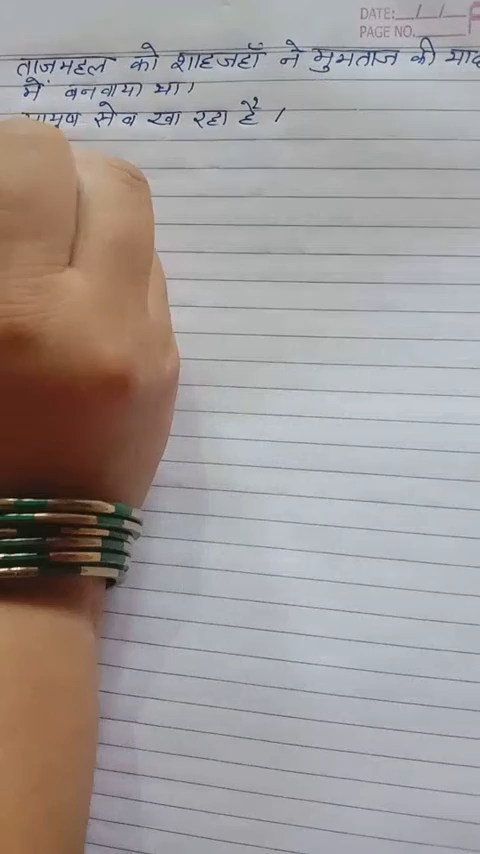 DATE: / /
PAGE NO.
ताजमहल को शाहजहाँ ने मुमताज की
में बनवाया था।
सेब खा रहा है।